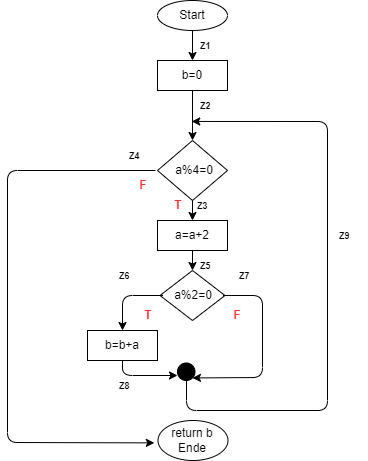 Start
Z1
b=0
Z2
Z4
a%4=0
F
T
Z3
a=a+2
Z9
Z5
Z6
Z7
a%2=0
T
F
b=b+a
Z8
return b
Ende